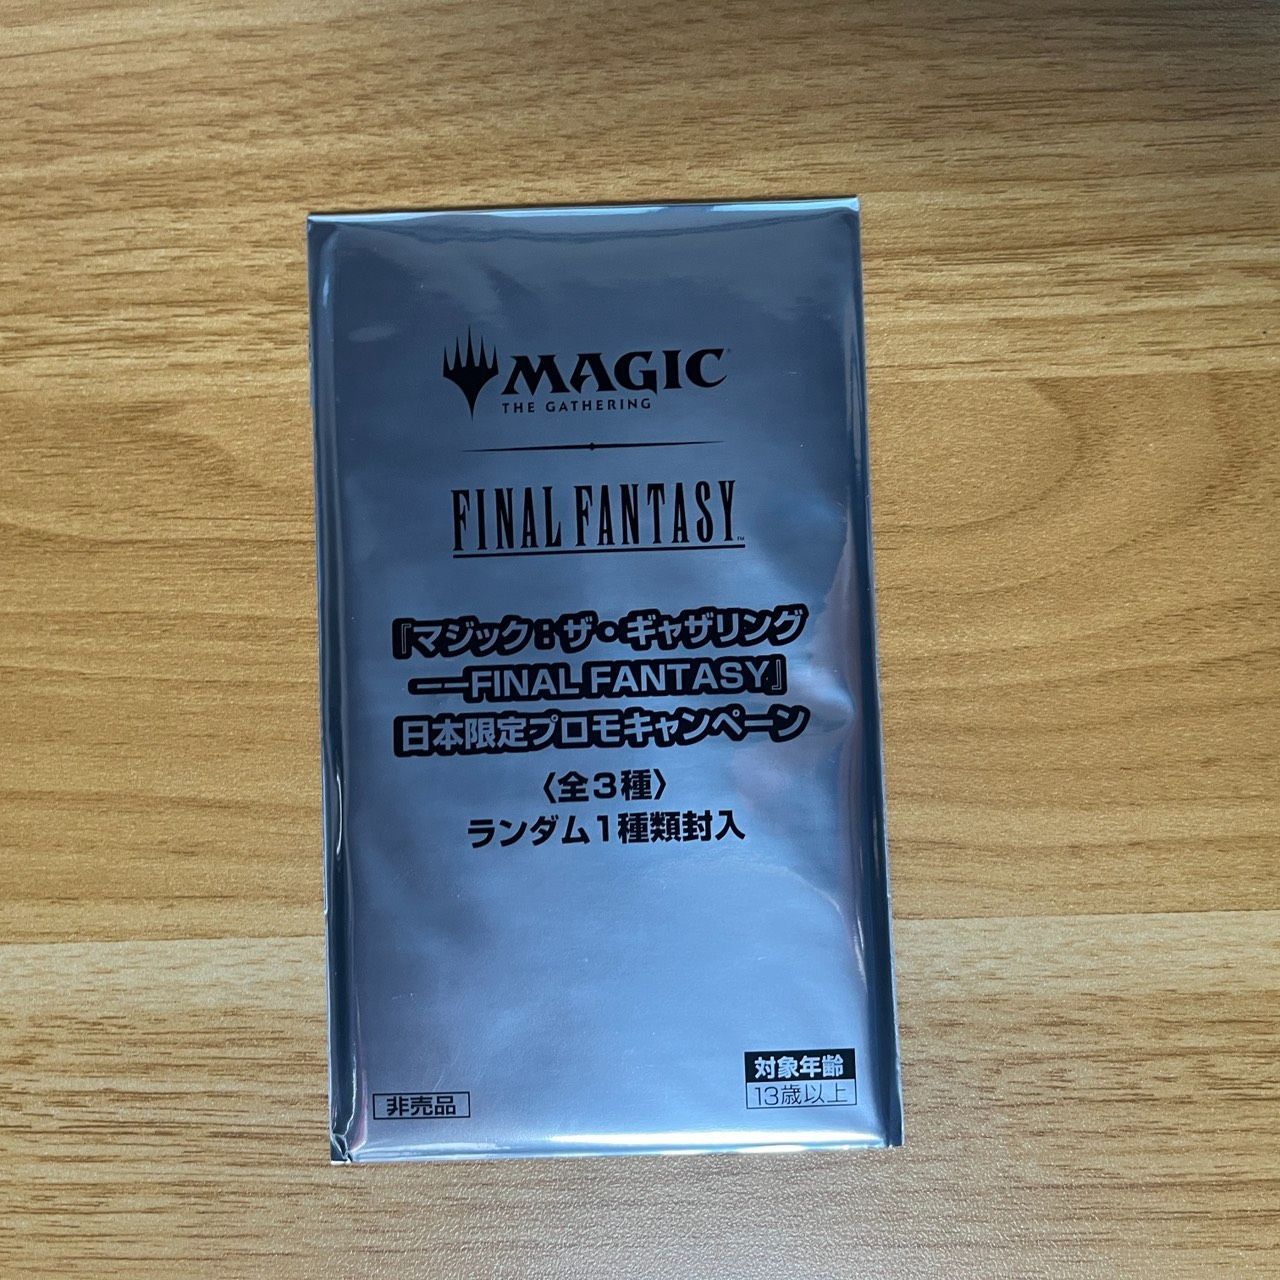 MAGIC
THE GATHERING
FINAL FANTASY™
『マジック：ザ・ギャザリング
――FINAL FANTASY』
日本限定プロモキャンペーン
〈全3種〉
ランダム1種類封入
非売品
対象年齢
13歳以上